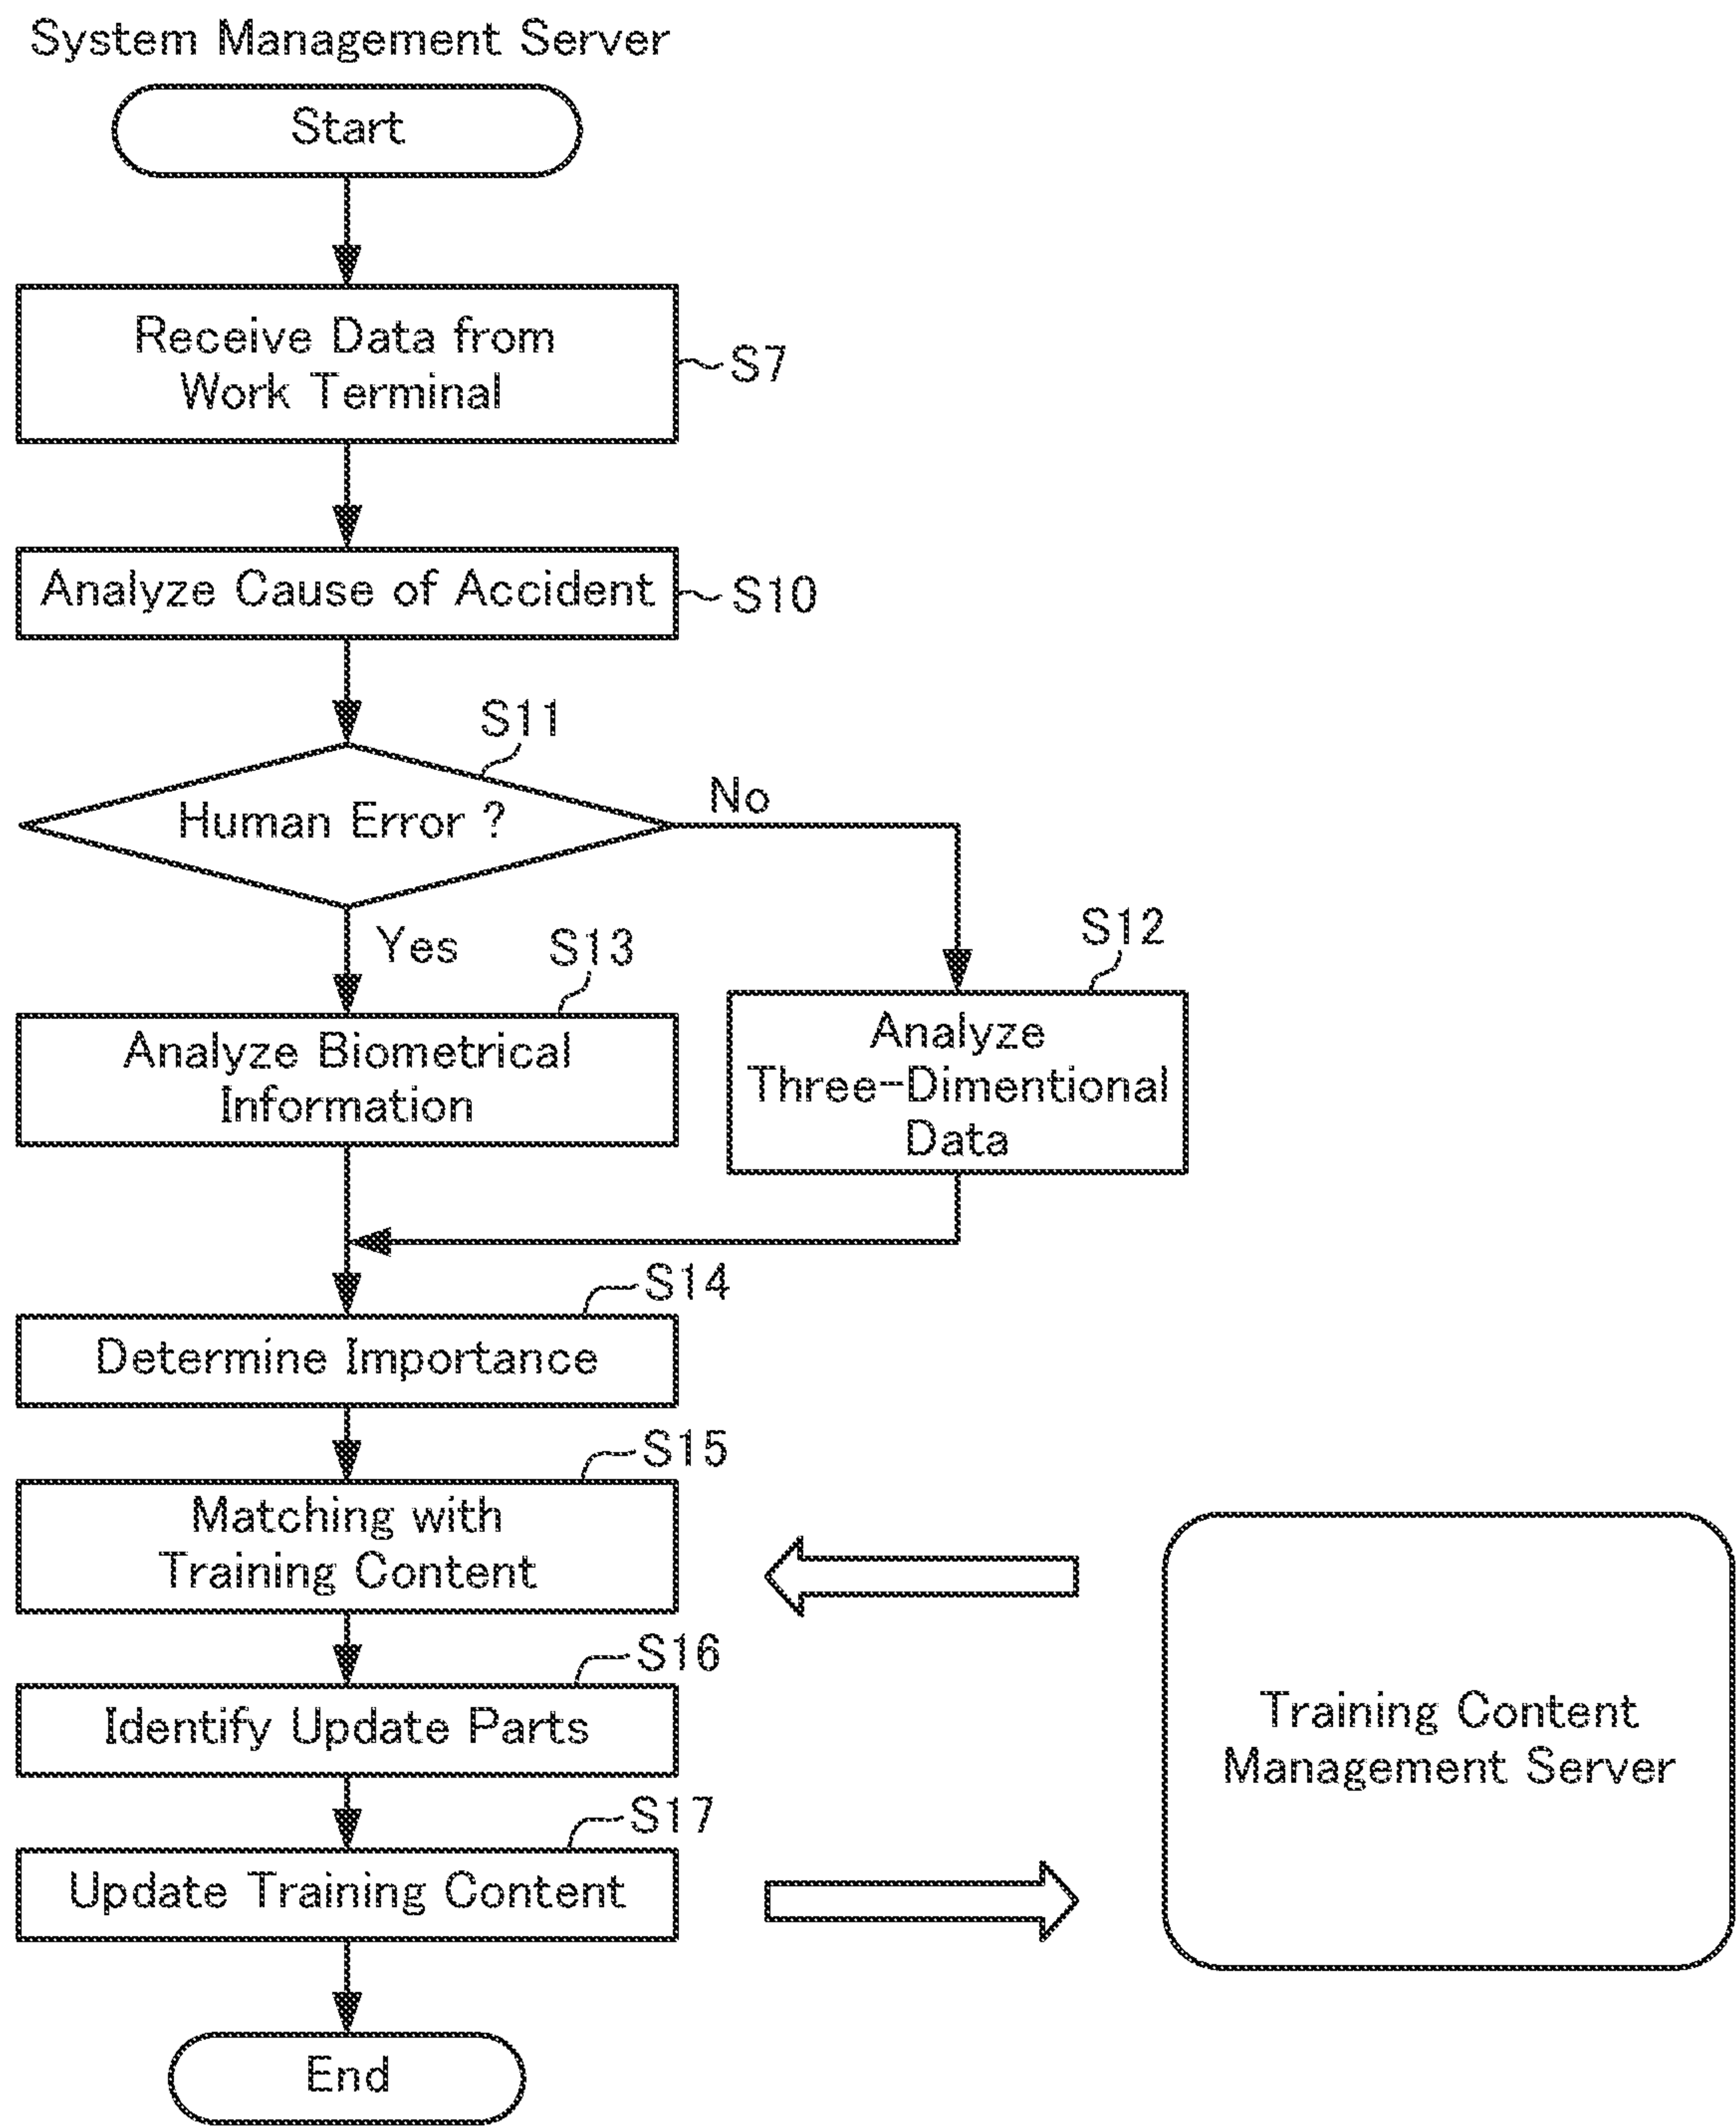 System Management Server
Start
Receive Data from
Work Terminal
S7
Analyze Cause of Accident
S10
S11
Human Error ?
No
Yes
S13
S12
Analyze Biometrical
Information
Analyze
Three-Dimentional
Data
S14
Determine Importance
S15
Matching with
Training Content
S16
Identify Update Parts
Training Content
Management Server
S17
Update Training Content
End